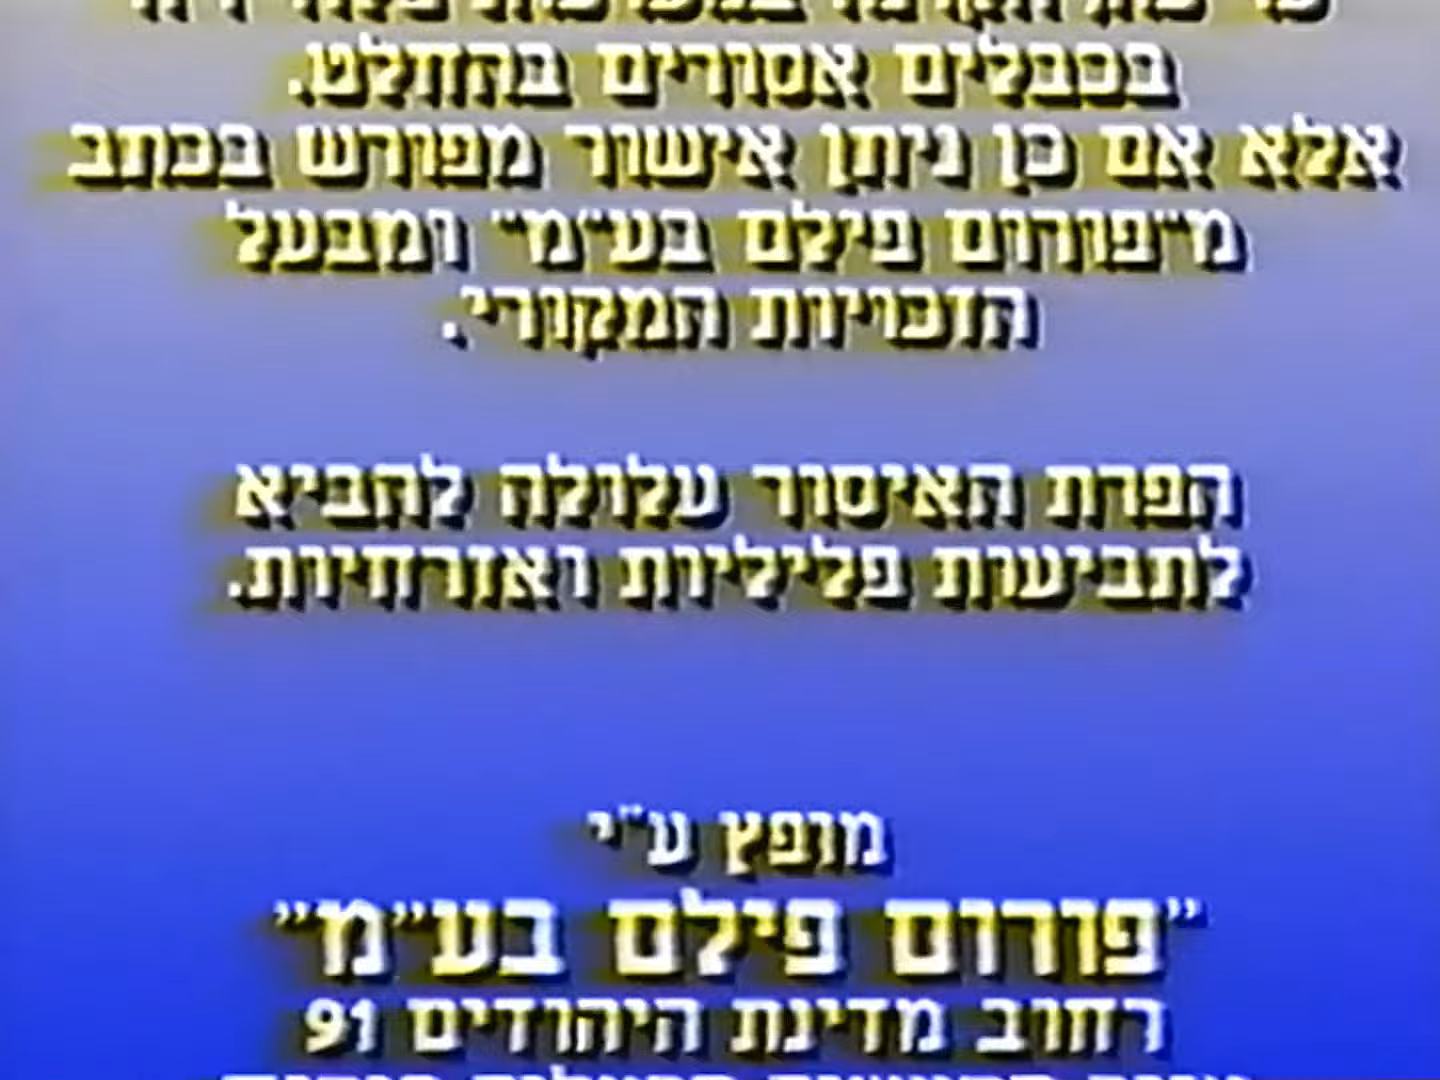 בכבלים אסורים בהחלט.
אלא אם כן ניתן אישור מפורש בכתב
מ"פורום פילם בע"מ" ומבעל
הזכויות המקורי.
הפרת האיסור עלולה להביא
לתביעות פליליות ואזרחיות.
מופץ ע"י
"פורום פילם בע"מ"
רחוב מדינת היהודים 91